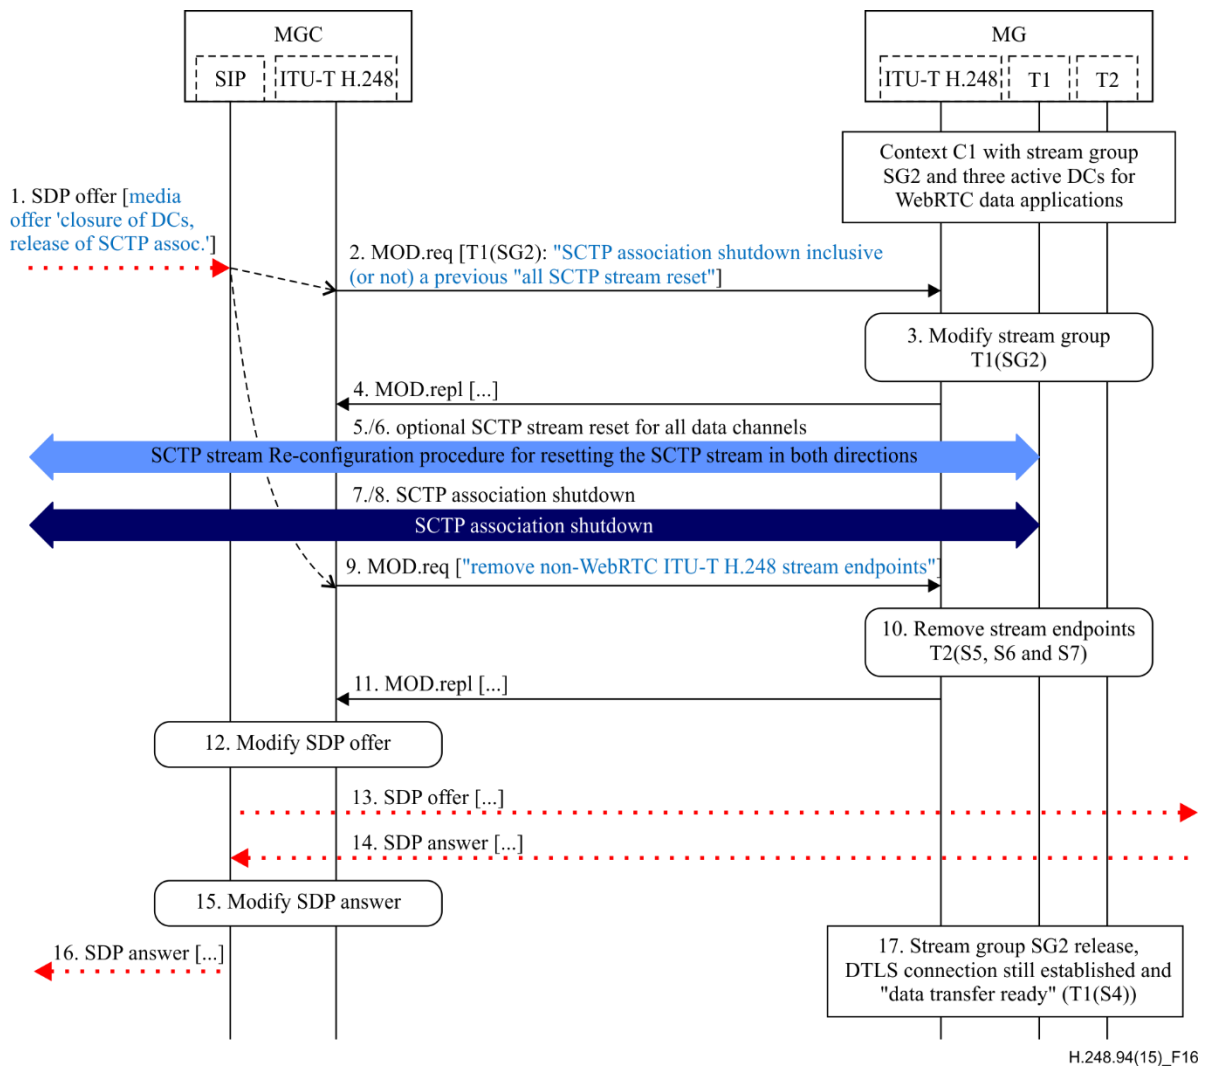 MGC
MG
SIP
ITU-T H.248
ITU-T H.248
T1
T2
Context C1 with stream group
SG2 and three active DCs for
WebRTC data applications
1. SDP offer [media
offer 'closure of DCs,
release of SCTP assoc.']
2. MOD.req [T1(SG2): "SCTP association shutdown inclusive
(or not) a previous "all SCTP stream reset"]
3. Modify stream group
T1(SG2)
4. MOD.repl [...]
5./6. optional SCTP stream reset for all data channels
SCTP stream Re-configuration procedure for resetting the SCTP stream in both directions
7./8. SCTP association shutdown
SCTP association shutdown
9. MOD.req ["remove non-WebRTC ITU-T H.248 stream endpoints"]
10. Remove stream endpoints
T2(S5, S6 and S7)
11. MOD.repl [...]
12. Modify SDP offer
13. SDP offer [...]
14. SDP answer [...]
15. Modify SDP answer
16. SDP answer [...]
17. Stream group SG2 release,
DTLS connection still established and
"data transfer ready" (T1(S4))
H.248.94(15)_F16